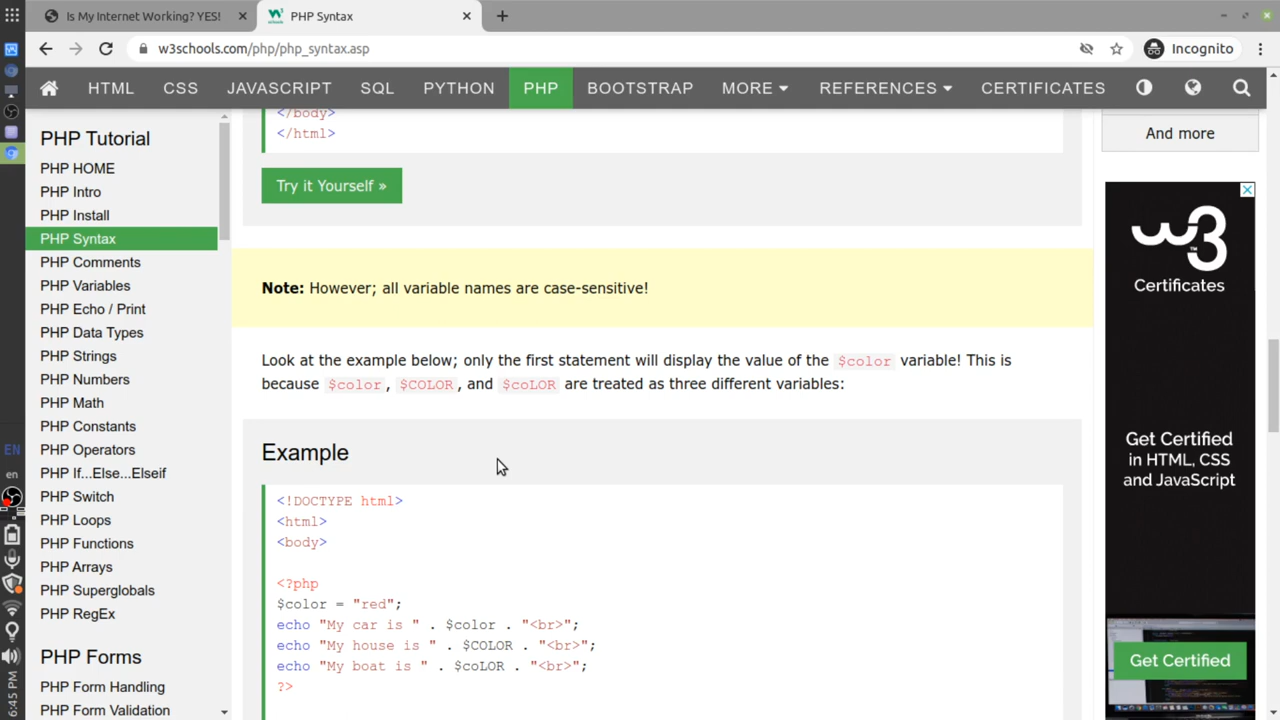 Is My Internet Working? YES!
PHP Syntax
w3schools.com/php/php_syntax.asp
Incognito
HTML CSS JAVASCRIPT SQL PYTHON PHP BOOTSTRAP MORE REFERENCES CERTIFICATES
PHP Tutorial
PHP HOME
PHP Intro
PHP Install
PHP Syntax
PHP Comments
PHP Variables
PHP Echo / Print
PHP Data Types
PHP Strings
PHP Numbers
PHP Math
PHP Constants
PHP Operators
PHP If...Else...Elseif
PHP Switch
PHP Loops
PHP Functions
PHP Arrays
PHP Superglobals
PHP RegEx
PHP Forms
PHP Form Handling
PHP Form Validation
</body>
</html>
Try it Yourself »
Note: However; all variable names are case-sensitive!
Look at the example below; only the first statement will display the value of the $color variable! This is
because $color, $COLOR, and $coLOR are treated as three different variables:
Example
<!DOCTYPE html>
<html>
<body>
<?php
$color = "red";
echo "My car is " . $color . "<br>";
echo "My house is " . $COLOR . "<br>";
echo "My boat is " . $coLOR . "<br>";
?>
And more
w3
TM
Certificates
Get Certified
in HTML, CSS
and JavaScript
Get Certified
schools
EN
en
6:45 PM